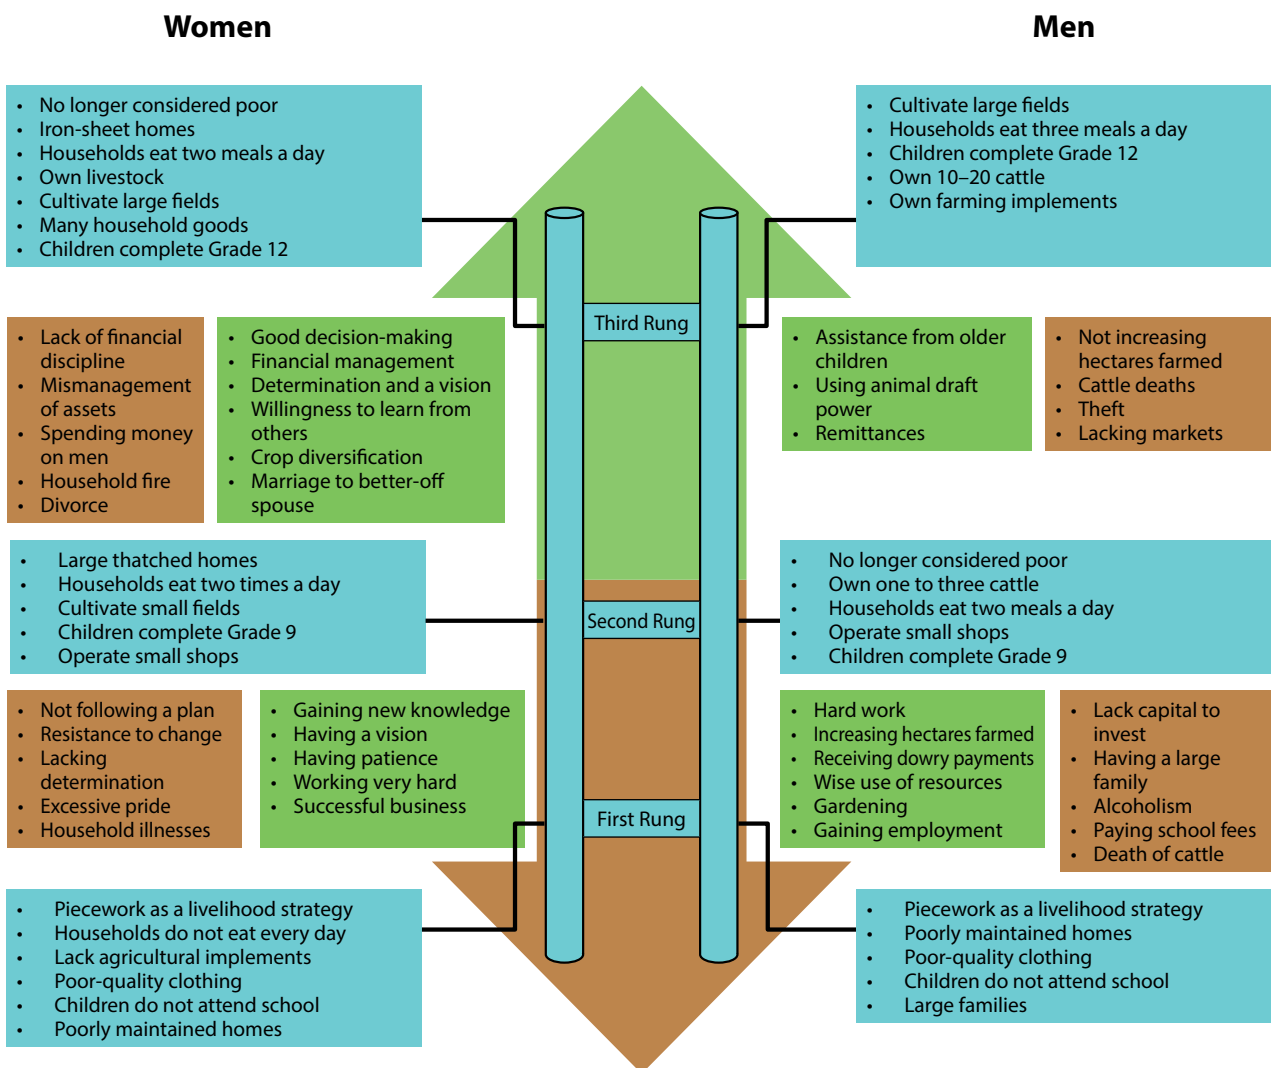 Women
Men
• No longer considered poor
• Iron-sheet homes
• Households eat two meals a day
• Own livestock
• Cultivate large fields
• Many household goods
• Children complete Grade 12
• Cultivate large fields
• Households eat three meals a day
• Children complete Grade 12
• Own 10–20 cattle
• Own farming implements
Third Rung
• Lack of financial
discipline
• Mismanagement
of assets
• Spending money
on men
• Household fire
• Divorce
• Good decision-making
• Financial management
• Determination and a vision
• Willingness to learn from
others
• Crop diversification
• Marriage to better-off
spouse
• Assistance from older
children
• Using animal draft
power
• Remittances
• Not increasing
hectares farmed
• Cattle deaths
• Theft
• Lacking markets
• Large thatched homes
• Households eat two times a day
• Cultivate small fields
• Children complete Grade 9
• Operate small shops
Second Rung
• No longer considered poor
• Own one to three cattle
• Households eat two meals a day
• Operate small shops
• Children complete Grade 9
• Not following a plan
• Resistance to change
• Lacking
determination
• Excessive pride
• Household illnesses
• Gaining new knowledge
• Having a vision
• Having patience
• Working very hard
• Successful business
• Hard work
• Increasing hectares farmed
• Receiving dowry payments
• Wise use of resources
• Gardening
• Gaining employment
• Lack capital to
invest
• Having a large
family
• Alcoholism
• Paying school fees
• Death of cattle
First Rung
• Piecework as a livelihood strategy
• Households do not eat every day
• Lack agricultural implements
• Poor-quality clothing
• Children do not attend school
• Poorly maintained homes
• Piecework as a livelihood strategy
• Poorly maintained homes
• Poor-quality clothing
• Children do not attend school
• Large families